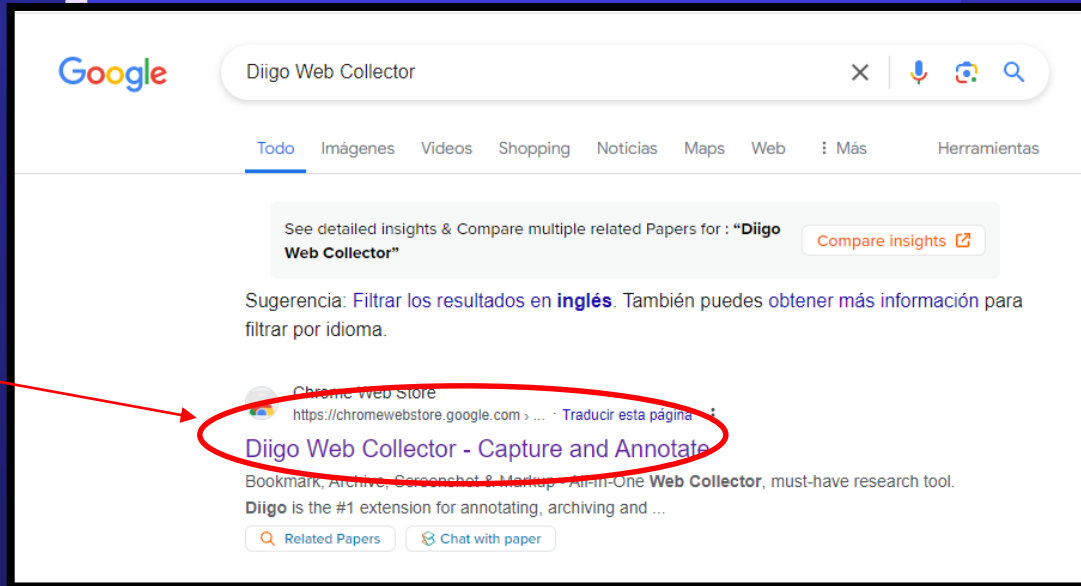 Google
Diigo Web Collector
Todo Imágenes Videos Shopping Noticias Maps Web Más Herramientas
See detailed insights & Compare multiple related Papers for : “Diigo
Web Collector”
Compare insights
Sugerencia: Filtrar los resultados en inglés. También puedes obtener más información para
filtrar por idioma.
Chrome Web Store
https://chromewebstore.google.com › ... · Traducir esta página
Diigo Web Collector - Capture and Annotate
Bookmark, Archive, Screenshot & Markup - All-In-One Web Collector, must-have research tool.
Diigo is the #1 extension for annotating, archiving and ...
Related Papers Chat with paper